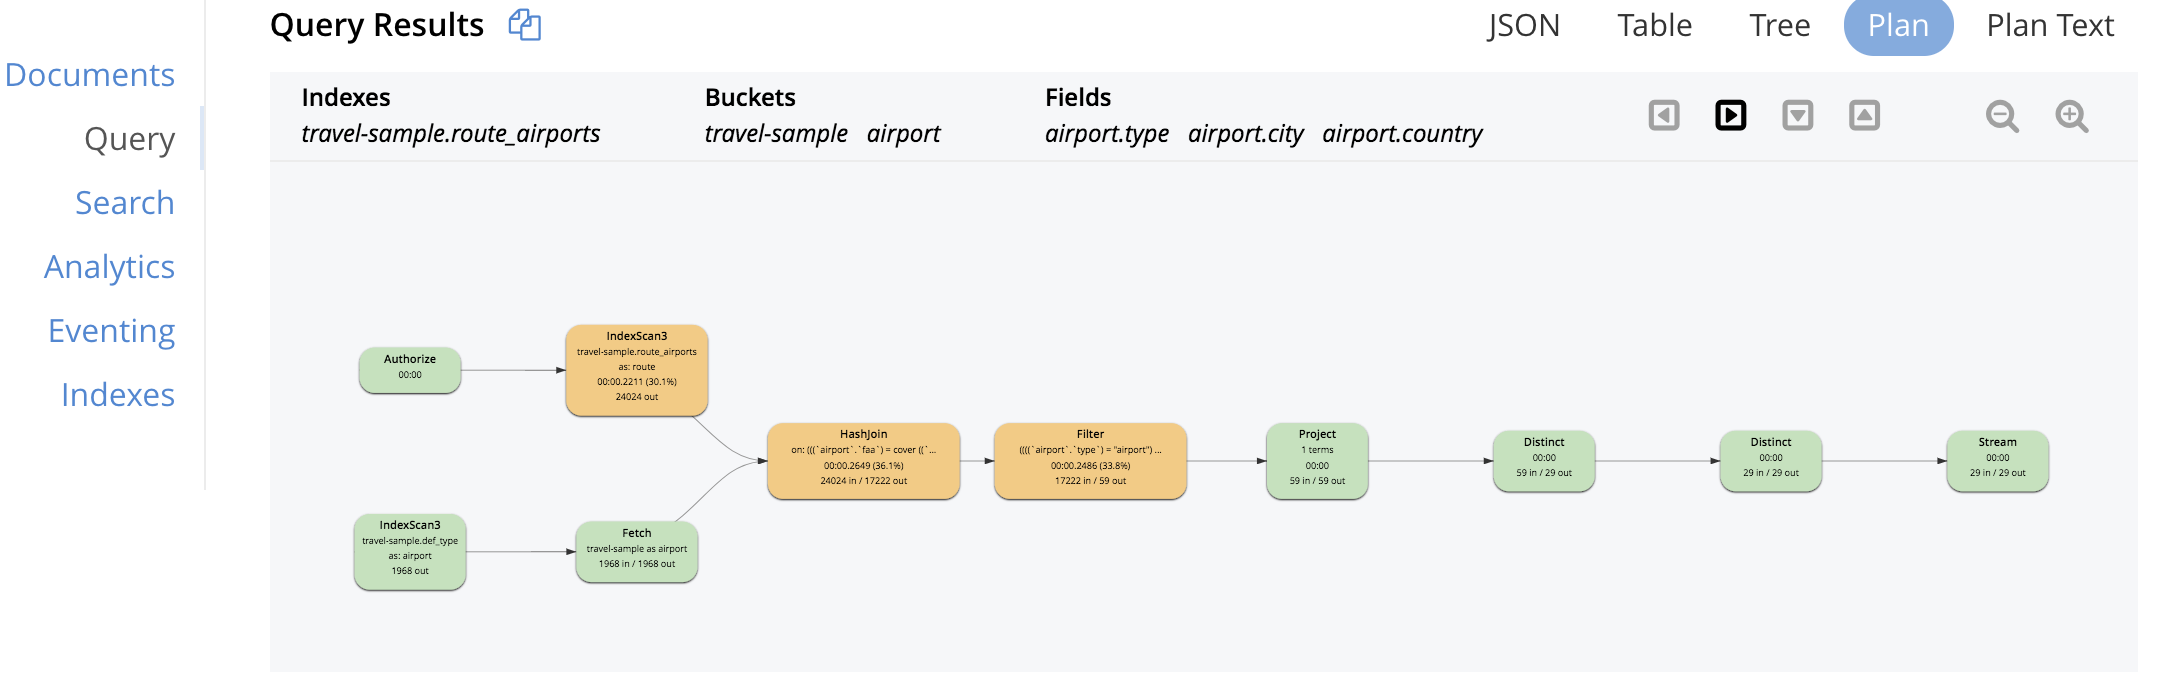 Query Results
JSON Table Tree Plan Plan Text
Documents
Query
Search
Analytics
Eventing
Indexes
Indexes Buckets Fields
travel-sample.route_airports travel-sample airport airport.type airport.city airport.country
Authorize
00:00
IndexScan3
travel-sample.route_airports
as: route
00:00.2211 (30.1%)
24024 out
IndexScan3
travel-sample.def_type
as: airport
1968 out
Fetch
travel-sample as airport
1968 in / 1968 out
HashJoin
on: (((`airport`.`faa`) = cover ((`...
00:00.2649 (36.1%)
24024 in / 17222 out
Filter
((((`airport`.`type`) = "airport") ...
00:00.2486 (33.8%)
17222 in / 59 out
Project
1 terms
00:00
59 in / 59 out
Distinct
00:00
59 in / 29 out
Distinct
00:00
29 in / 29 out
Stream
00:00
29 in / 29 out